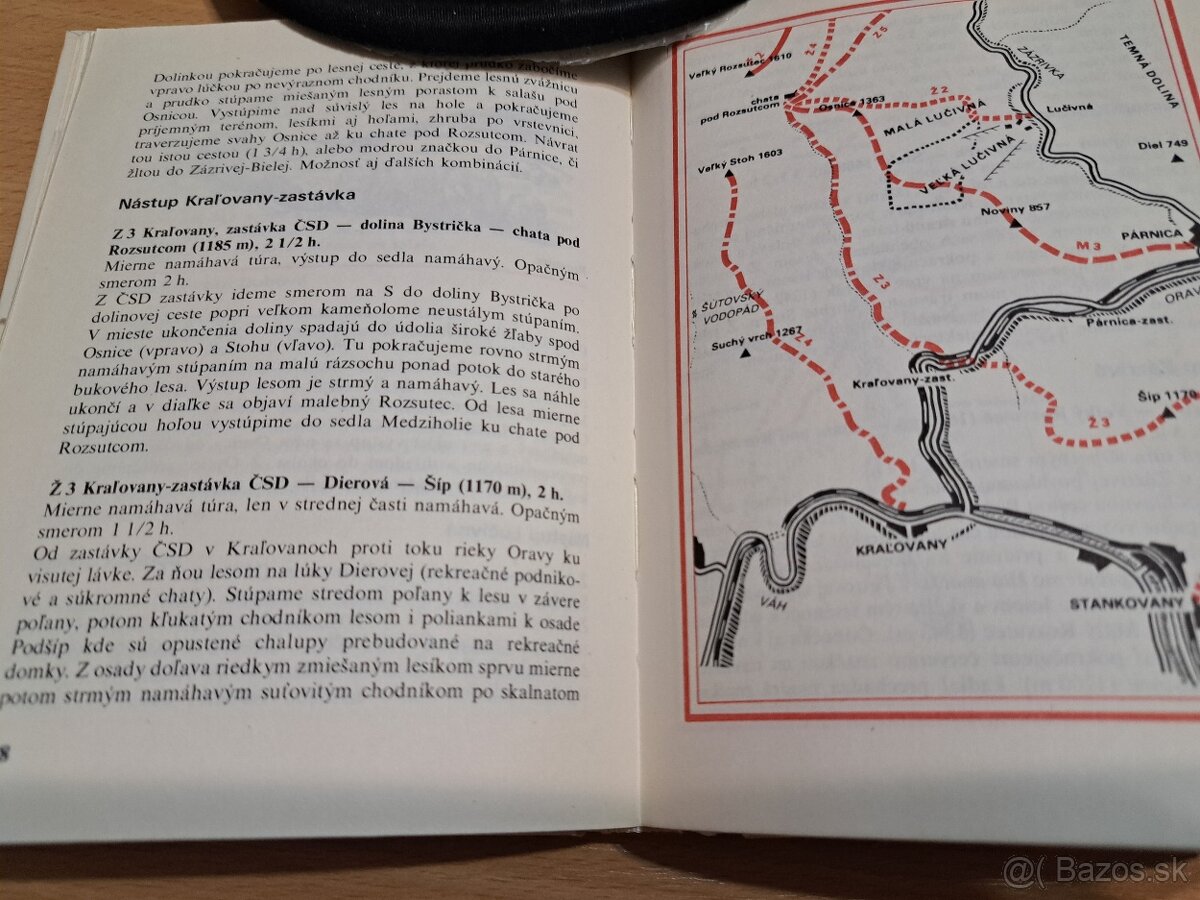 Dolinkou pokračujeme po lesnej ceste, z ktorej prudko zabočíme
vpravo lúčkou po nevýraznom chodníku. Prejdeme lesnú zvážnicu
a prudko stúpame miešaným lesným porastom k salašu pod
Osnicou. Vystúpime nad súvislý les na hole a pokračujeme
príjemným terénom, lesíkmi aj hoľami, zhruba po vrstevnici,
traverzujeme svahy Osnice až ku chate pod Rozsutcom. Návrat
tou istou cestou (1 3/4 h), alebo modrou značkou do Párnice, či
žltou do Zázrivej-Bielej. Možnosť aj ďalších kombinácií.
Nástup Kraľovany-zastávka
Z 3 Kraľovany, zastávka ČSD — dolina Bystrička — chata pod
Rozsutcom (1185 m), 2 1/2 h.
Mierne namáhavá túra, výstup do sedla namáhavý. Opačným
smerom 2 h.
Z ČSD zastávky ideme smerom na S do doliny Bystrička po
dolinovej ceste popri veľkom kameňolome neustálym stúpaním.
V mieste ukončenia doliny spadajú do údolia široké žľaby spod
Osnice (vpravo) a Stohu (vľavo). Tu pokračujeme rovno strmým
namáhavým stúpaním na malú rázsochu ponad potok do starého
bukového lesa. Výstup lesom je strmý a namáhavý. Les sa náhle
ukončí a v diaľke sa objaví malebný Rozsutec. Od lesa mierne
stúpajúcou hoľou vystúpime do sedla Medziholie ku chate pod
Rozsutcom.
Ž 3 Kraľovany-zastávka ČSD — Dierová — Šíp (1170 m), 2 h.
Mierne namáhavá túra, len v strednej časti namáhavá. Opačným
smerom 1 1/2 h.
Od zastávky ČSD v Kraľovanoch proti toku rieky Oravy ku
visutej lávke. Za ňou lesom na lúky Dierovej (rekreačné podniko-
vé a súkromné chaty). Stúpame stredom poľany k lesu v závere
poľany, potom kľukatým chodníkom lesom i poliankami k osade
Podšíp kde sú opustené chalupy prebudované na rekreačné
domky. Z osady doľava riedkym zmiešaným lesíkom sprvu mierne
potom strmým namáhavým suťovitým chodníkom po skalnatom
8
Z 4
Z 5
Veľký Rozsutec 1610
chata
pod Rozsutcom
Osnice 1363
Ž 2
MALÁ LUČIVNÁ
Lučivná
ZÁZRIVKA
TEMNÁ DOLINA
Veľký Stoh 1603
VEĽKÁ LUČIVNÁ
Diel 749
Noviny 857
PÁRNICA
M 3
Z 3
ORAV
ŠUTOVSKÝ
VODOPÁD
Suchý vrch 1267
Z 4
Párnica-zast.
Kraľovany-zast.
Šíp 1170
Ž 3
KRAĽOVANY
VÁH
STANKOVANY
@( Bazos.sk